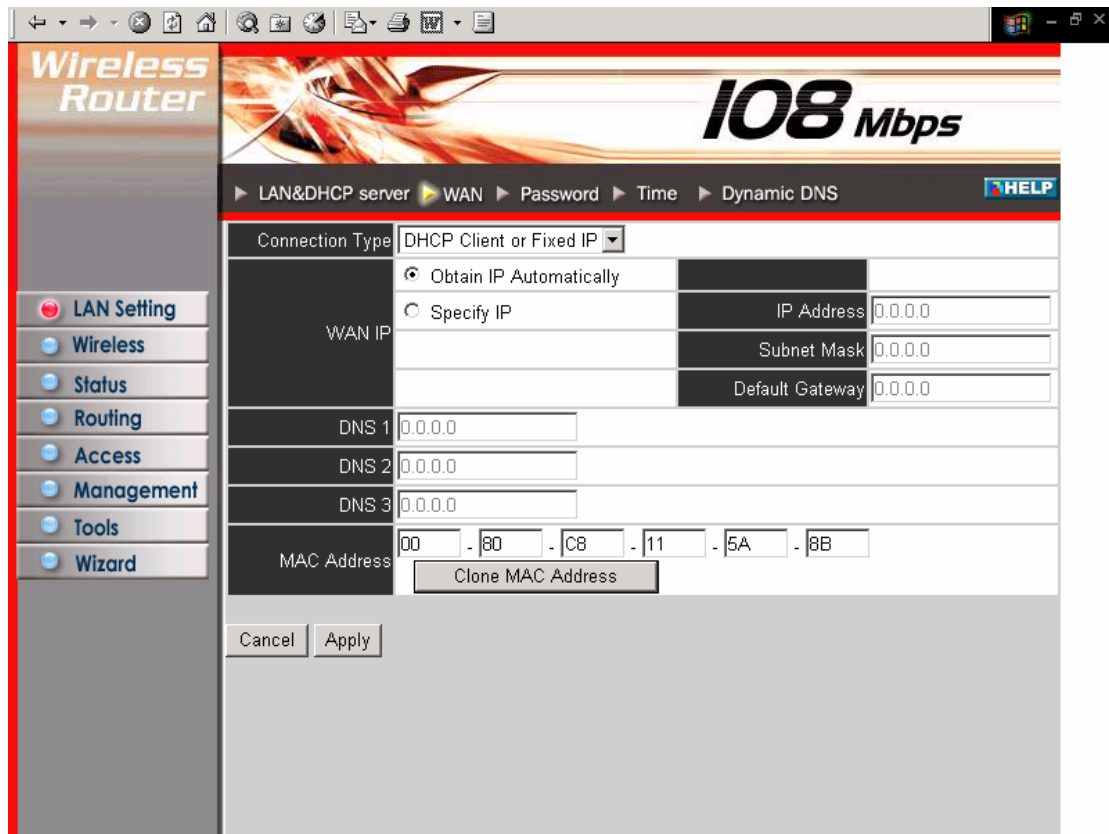 Wireless
Router
108 Mbps
LAN&DHCP server WAN Password Time Dynamic DNS
HELP
Connection Type DHCP Client or Fixed IP
WAN IP
Obtain IP Automatically
Specify IP
IP Address 0.0.0.0
Subnet Mask 0.0.0.0
Default Gateway 0.0.0.0
DNS 1 0.0.0.0
DNS 2 0.0.0.0
DNS 3 0.0.0.0
MAC Address 00 - 80 - C8 - 11 - 5A - 8B
Clone MAC Address
Cancel Apply
LAN Setting
Wireless
Status
Routing
Access
Management
Tools
Wizard